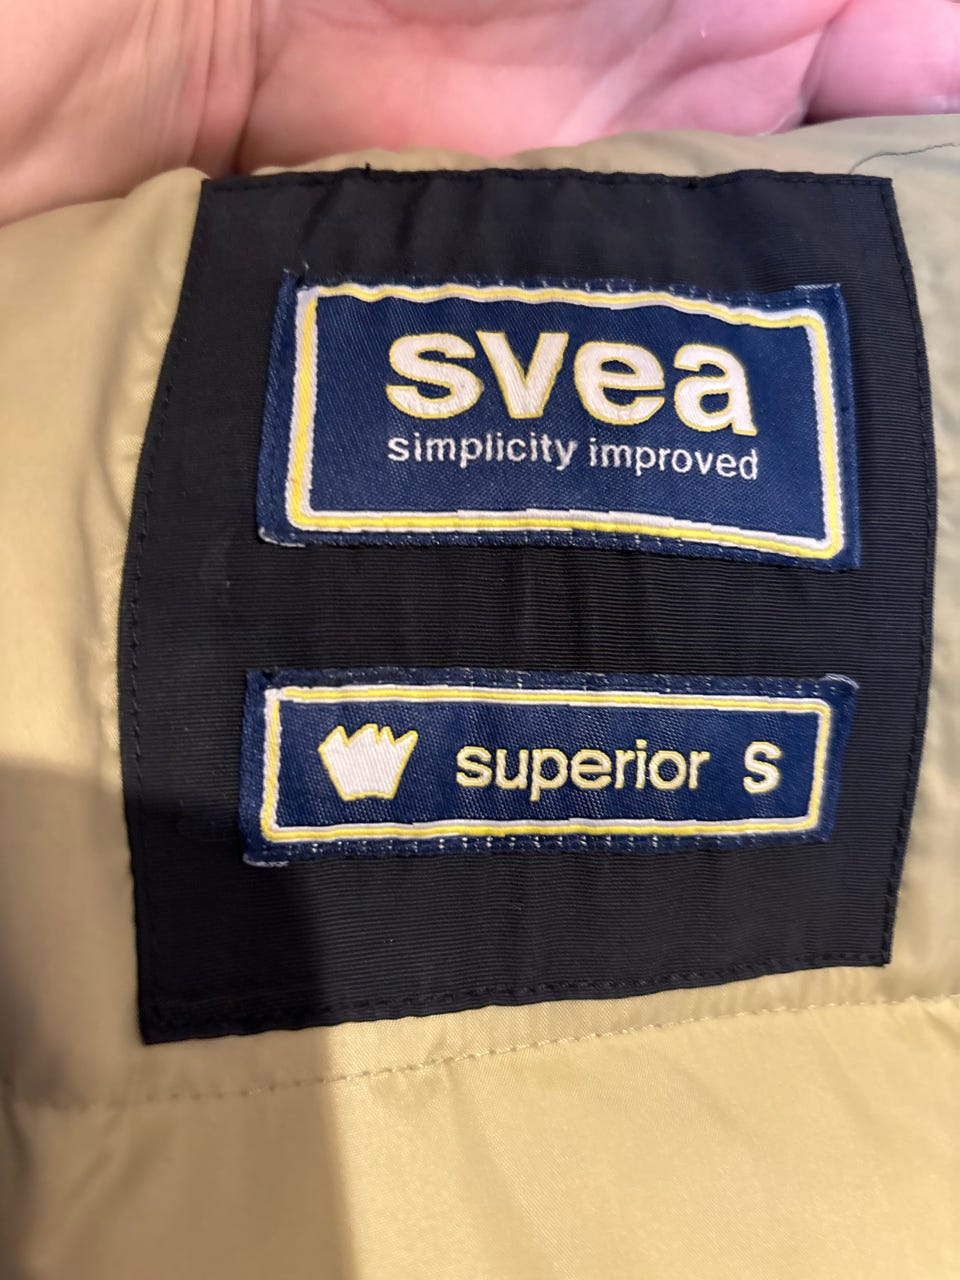 svea
simplicity improved
superior S